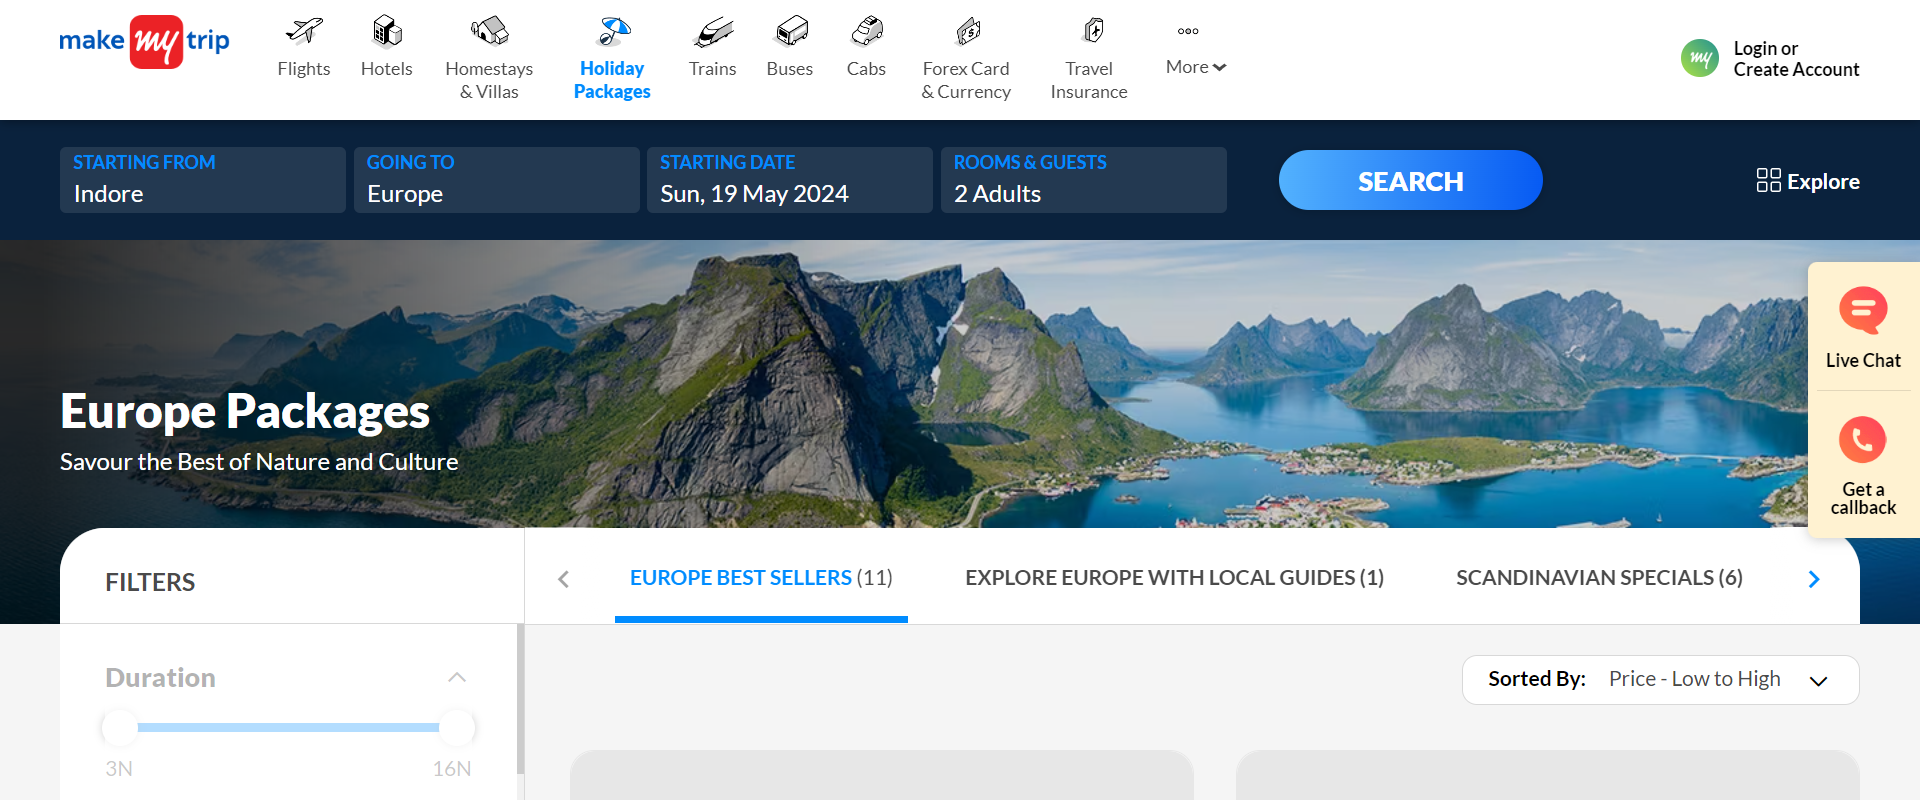 make my trip
Flights
Hotels
Homestays
& Villas
Holiday
Packages
Trains
Buses
Cabs
Forex Card
& Currency
Travel
Insurance
More
my
Login or
Create Account
STARTING FROM
Indore
GOING TO
Europe
STARTING DATE
Sun, 19 May 2024
ROOMS & GUESTS
2 Adults
SEARCH
Explore
Live Chat
Get a
callback
Europe Packages
Savour the Best of Nature and Culture
FILTERS
EUROPE BEST SELLERS (11)
EXPLORE EUROPE WITH LOCAL GUIDES (1)
SCANDINAVIAN SPECIALS (6)
Sorted By: Price - Low to High
Duration
3N
16N